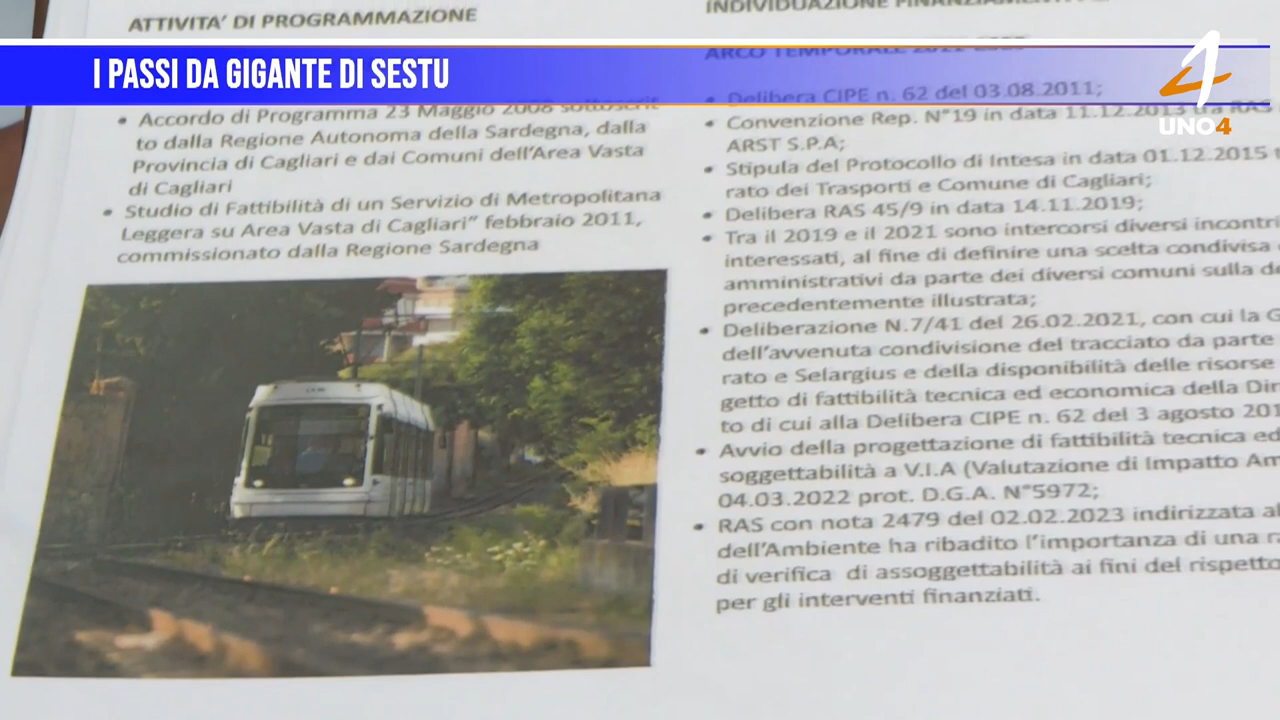 ATTIVITA' DI PROGRAMMAZIONE
I PASSI DA GIGANTE DI SESTU
UNO4
Accordo di Programma 23 Maggio 2008 sottoscrit
to dalla Regione Autonoma della Sardegna, dalla
Provincia di Cagliari e dai Comuni dell'Area Vasta
di Cagliari
Studio di Fattibilità di un Servizio di Metropolitana
Leggera su Area Vasta di Cagliari" febbraio 2011,
commissionato dalla Regione Sardegna
INDIVIDUAZIONE
ARCO TEMPORALE
Delibera CIPE n. 62 del 03.08.2011;
Convenzione Rep. N°19 in data 11.12.2013 tra RAS
ARST S.P.A;
Stipula del Protocollo di Intesa in data 01.12.2015
rato dei Trasporti e Comune di Cagliari;
Delibera RAS 45/9 in data 14.11.2019;
Tra il 2019 e il 2021 sono intercorsi diversi incontri
interessati, al fine di definire una scelta condivisa
amministrativi da parte dei diversi comuni sulla
precedentemente illustrata;
Deliberazione N.7/41 del 26.02.2021, con cui la G
dell'avvenuta condivisione del tracciato da parte
rato e Selargius e della disponibilità delle risorse
getto di fattibilità tecnica ed economica della Dir
to di cui alla Delibera CIPE n. 62 del 3 agosto 201
Avvio della progettazione di fattibilità tecnica ed
soggettabilità a V.I.A (Valutazione di Impatto Am
04.03.2022 prot. D.G.A. N°5972;
RAS con nota 2479 del 02.02.2023 indirizzata al
dell'Ambiente ha ribadito l'importanza di una ra
di verifica di assoggettabilità ai fini del rispetto
per gli interventi finanziati.